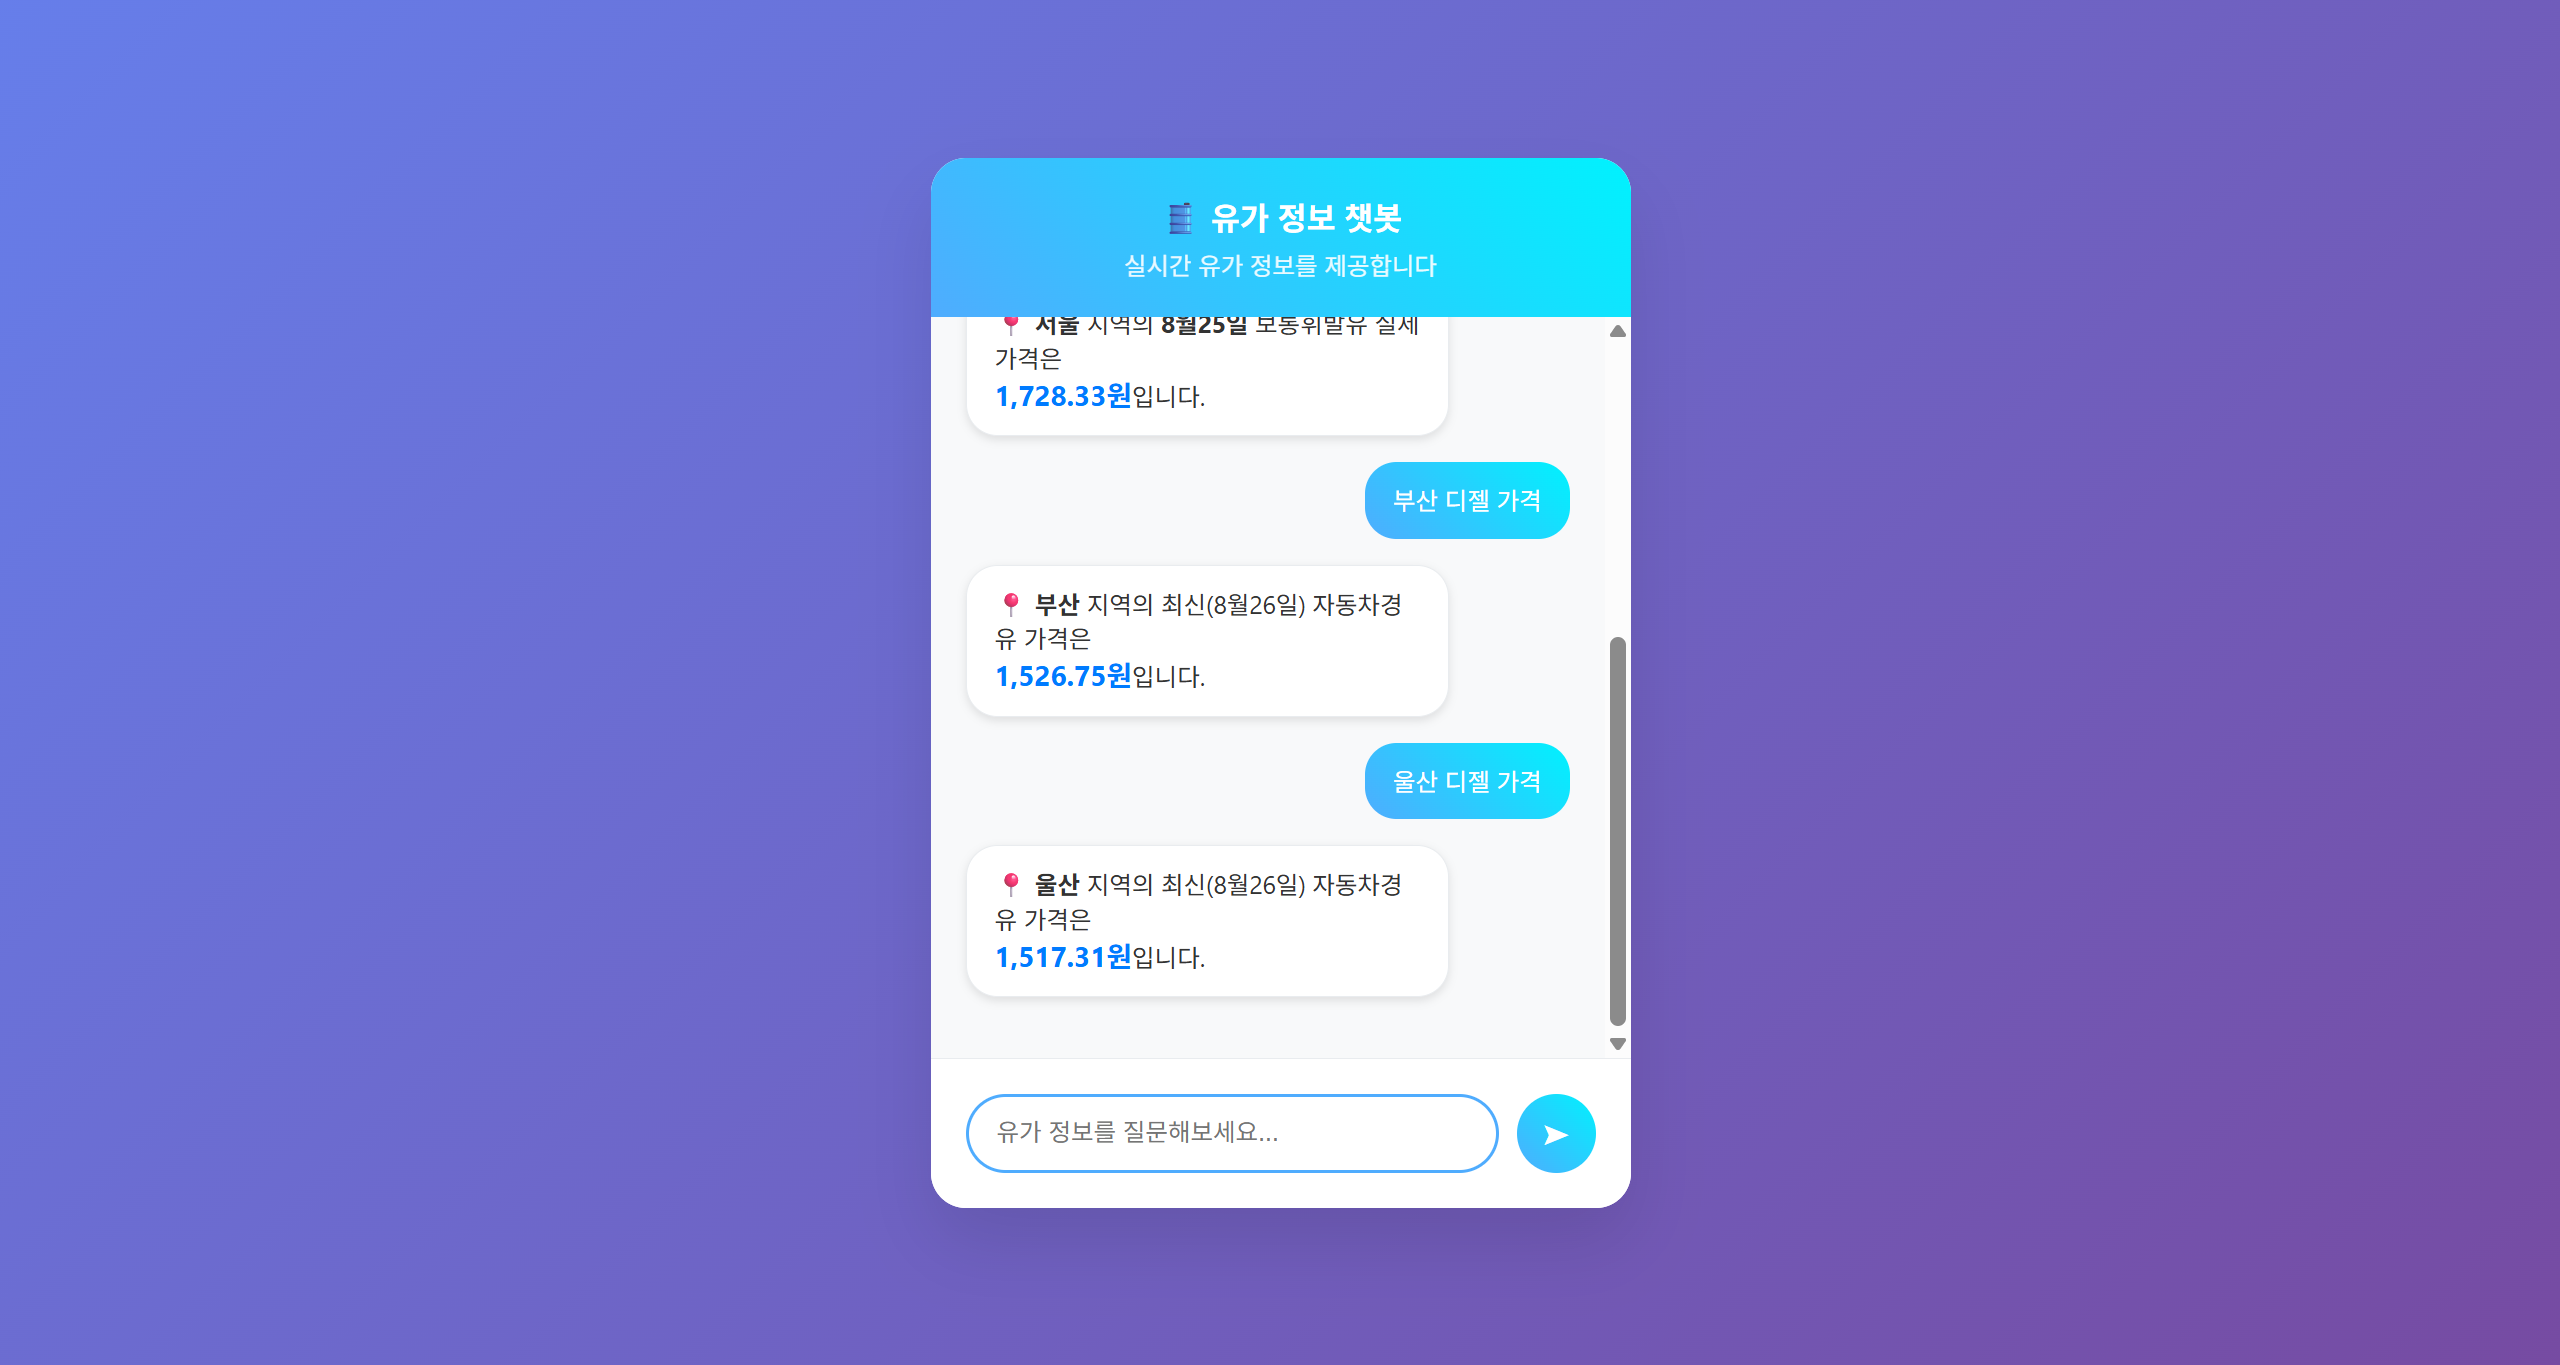 유가 정보 챗봇
실시간 유가 정보를 제공합니다
서울 지역의 8월25일 보통휘발유 실제
가격은
1,728.33원입니다.
부산 디젤 가격
부산 지역의 최신(8월26일) 자동차경
유 가격은
1,526.75원입니다.
울산 디젤 가격
울산 지역의 최신(8월26일) 자동차경
유 가격은
1,517.31원입니다.
유가 정보를 질문해보세요...